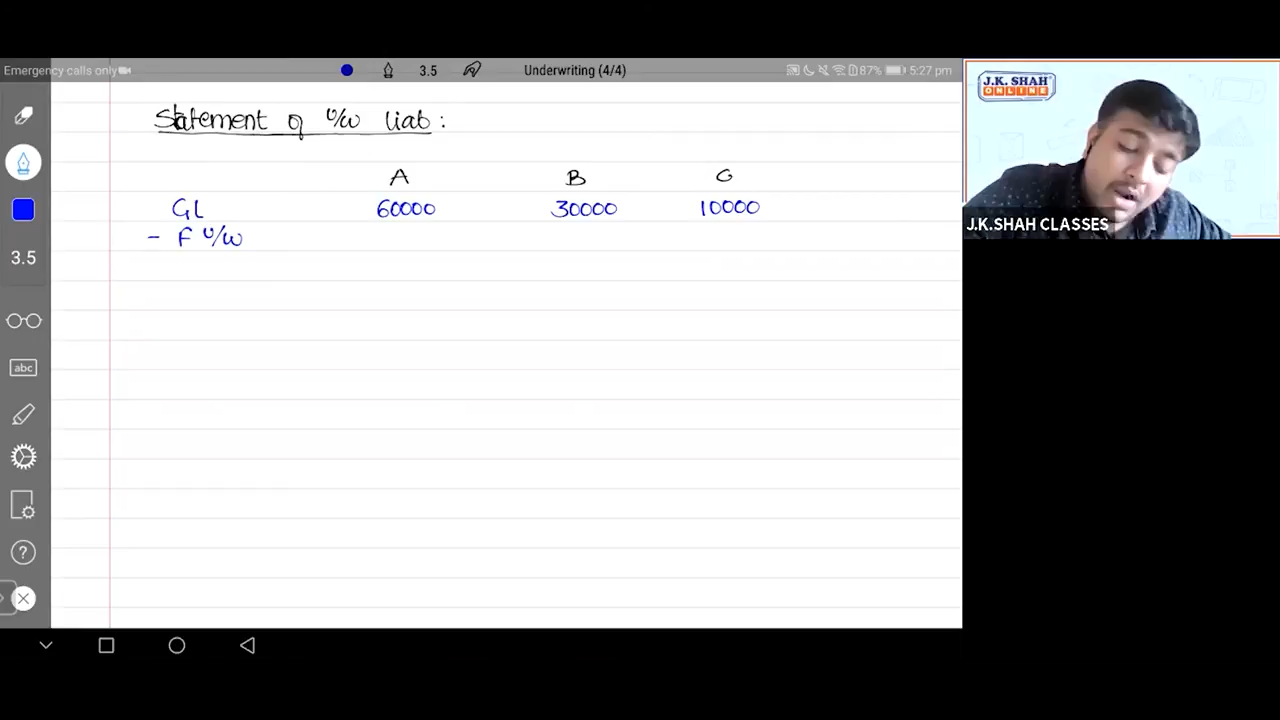 Emergency calls only 3.5 Underwriting (4/4) 87% 5:27 pm
J.K. SHAH
ONLINE
Statement of U/W liab :
A B C
GL 60000 30000 10000
- F U/W
3.5
abc
?
J.K.SHAH CLASSES